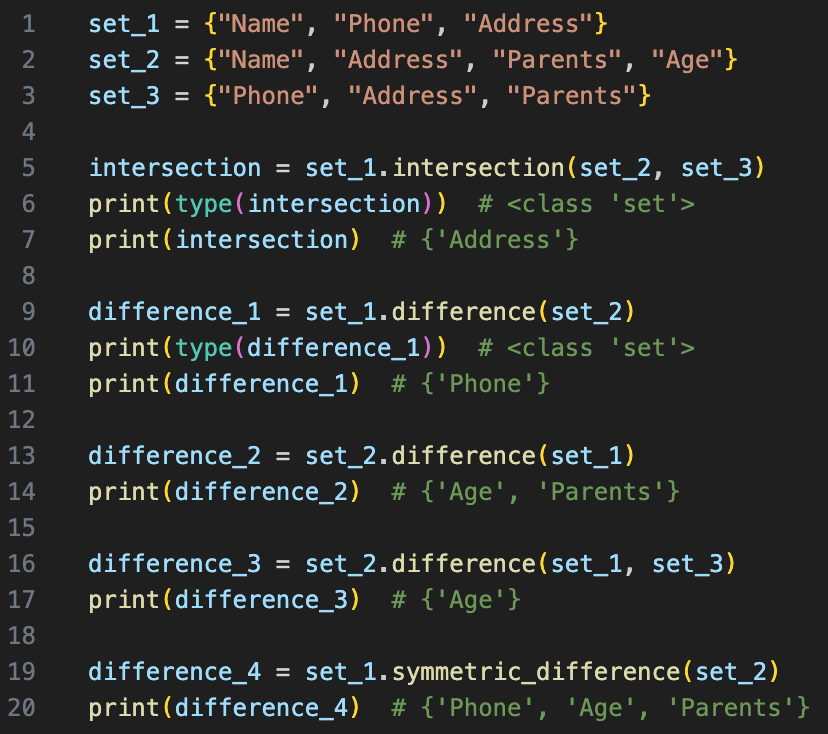 1 set_1 = {"Name", "Phone", "Address"}
2 set_2 = {"Name", "Address", "Parents", "Age"}
3 set_3 = {"Phone", "Address", "Parents"}
4
5 intersection = set_1.intersection(set_2, set_3)
6 print(type(intersection))  # <class 'set'>
7 print(intersection)  # {'Address'}
8
9 difference_1 = set_1.difference(set_2)
10 print(type(difference_1))  # <class 'set'>
11 print(difference_1)  # {'Phone'}
12
13 difference_2 = set_2.difference(set_1)
14 print(difference_2)  # {'Age', 'Parents'}
15
16 difference_3 = set_2.difference(set_1, set_3)
17 print(difference_3)  # {'Age'}
18
19 difference_4 = set_1.symmetric_difference(set_2)
20 print(difference_4)  # {'Phone', 'Age', 'Parents'}